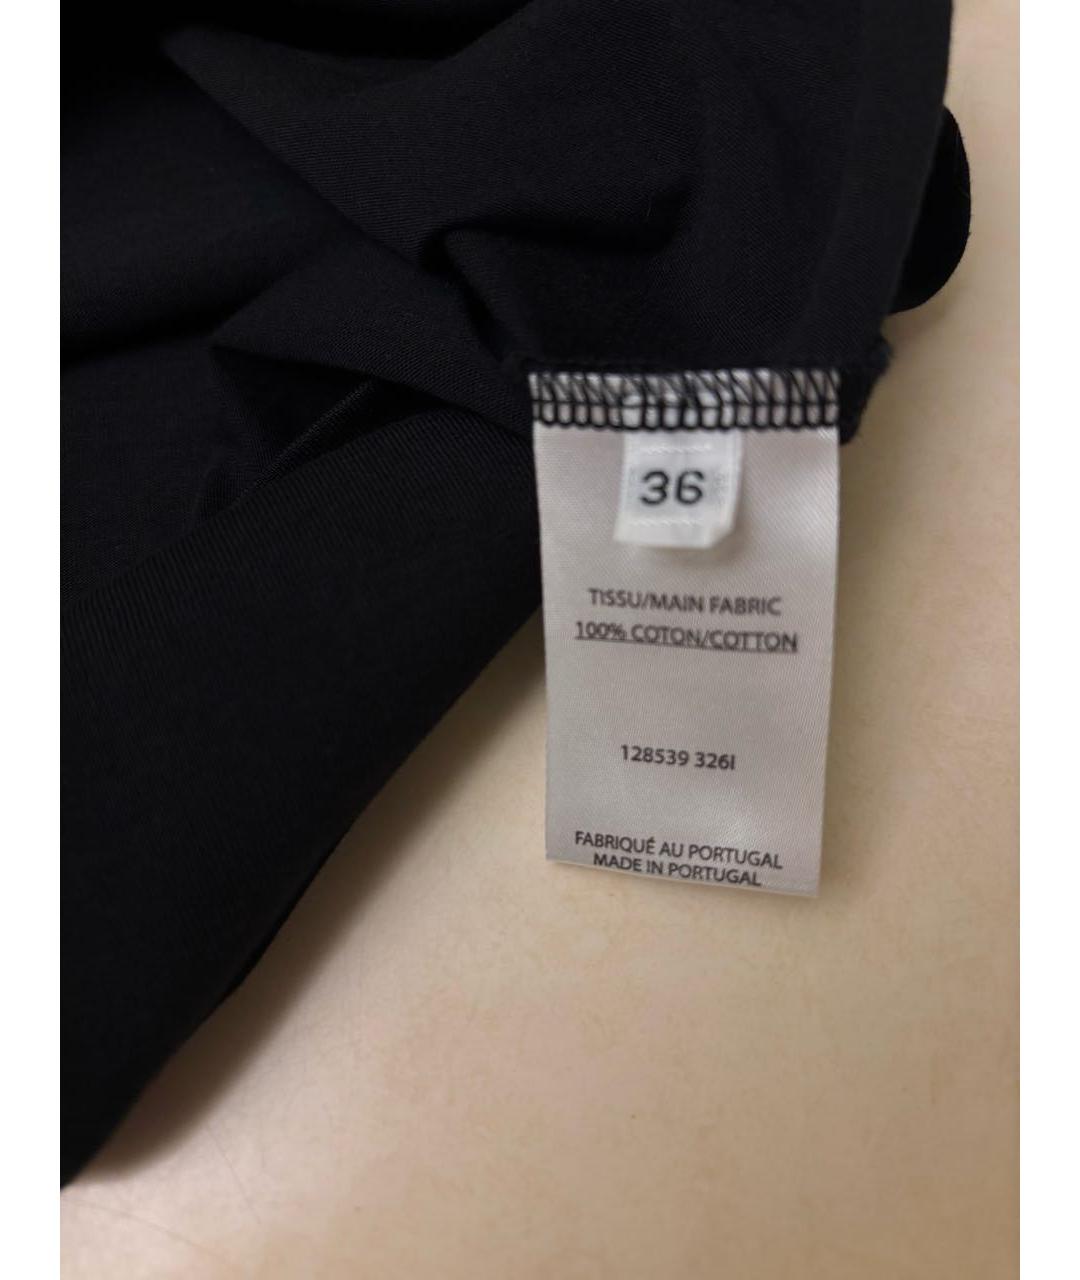 36
TISSU/MAIN FABRIC
100% COTON/COTTON
128539 326I
FABRIQUÉ AU PORTUGAL
MADE IN PORTUGAL